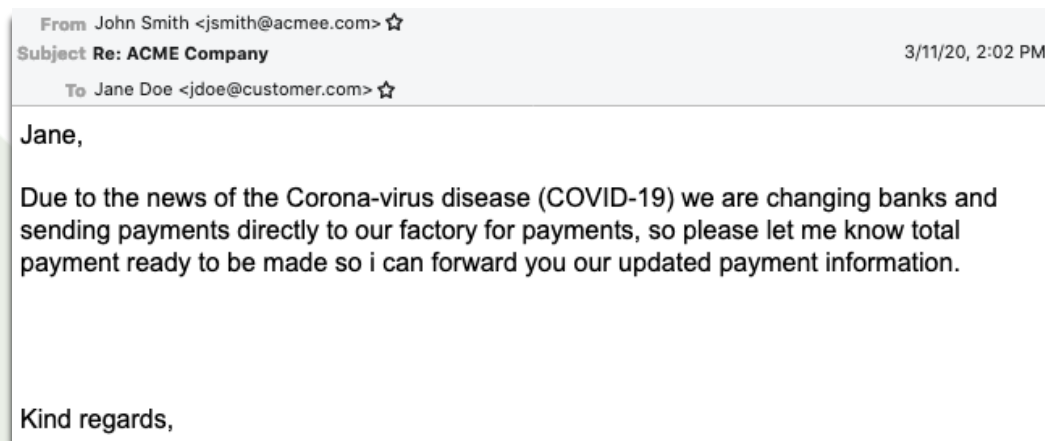 From John Smith <jsmith@acmee.com>
Subject Re: ACME Company 3/11/20, 2:02 PM
To Jane Doe <jdoe@customer.com>
Jane,
Due to the news of the Corona-virus disease (COVID-19) we are changing banks and
sending payments directly to our factory for payments, so please let me know total
payment ready to be made so i can forward you our updated payment information.
Kind regards,